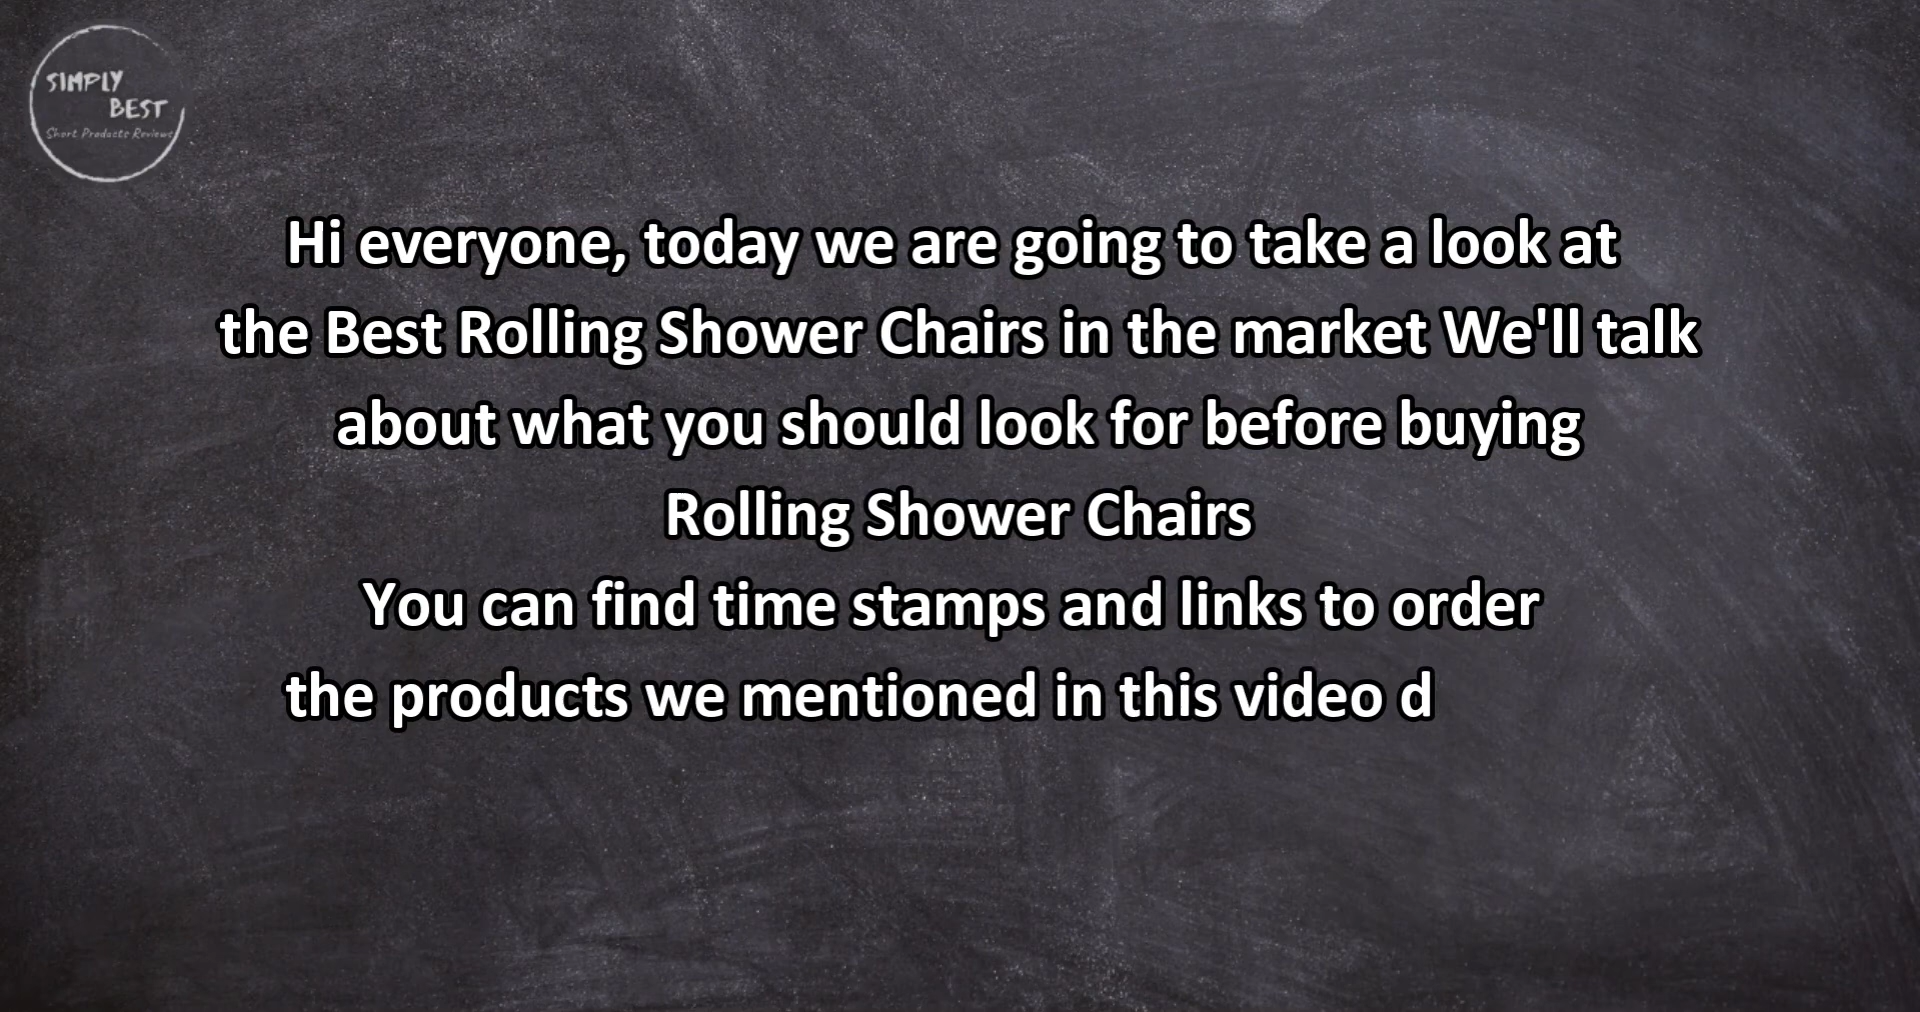 SIMPLY
BEST
Short Products Reviews
Hi everyone, today we are going to take a look at
the Best Rolling Shower Chairs in the market We'll talk
about what you should look for before buying
Rolling Shower Chairs
You can find time stamps and links to order
the products we mentioned in this video d